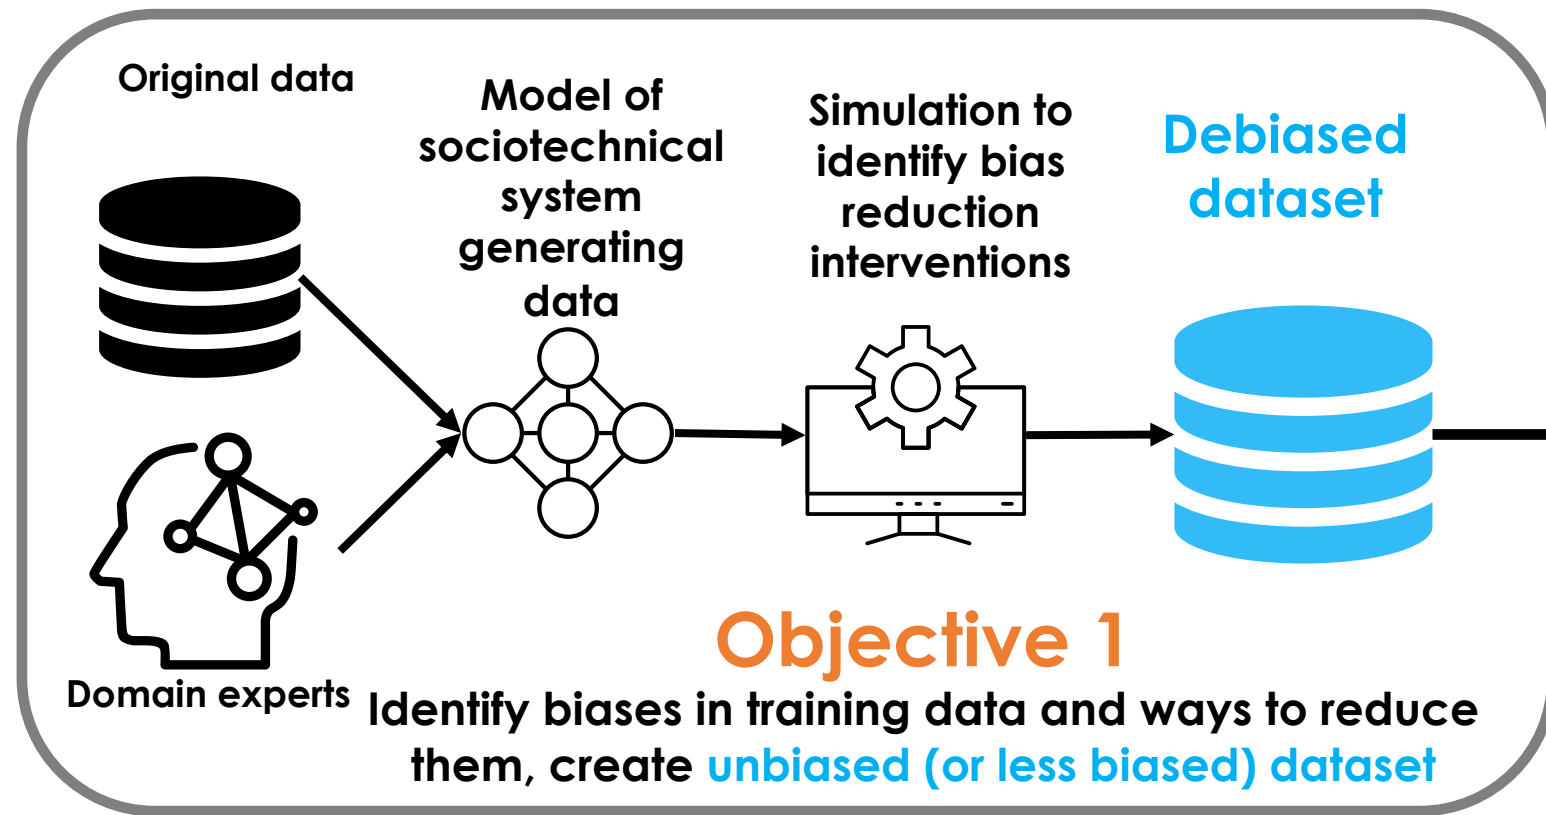 Original data
Model of
sociotechnical
system
generating
data
Simulation to
identify bias
reduction
interventions
Debiased
dataset
Domain experts
Objective 1
Identify biases in training data and ways to reduce
them, create unbiased (or less biased) dataset